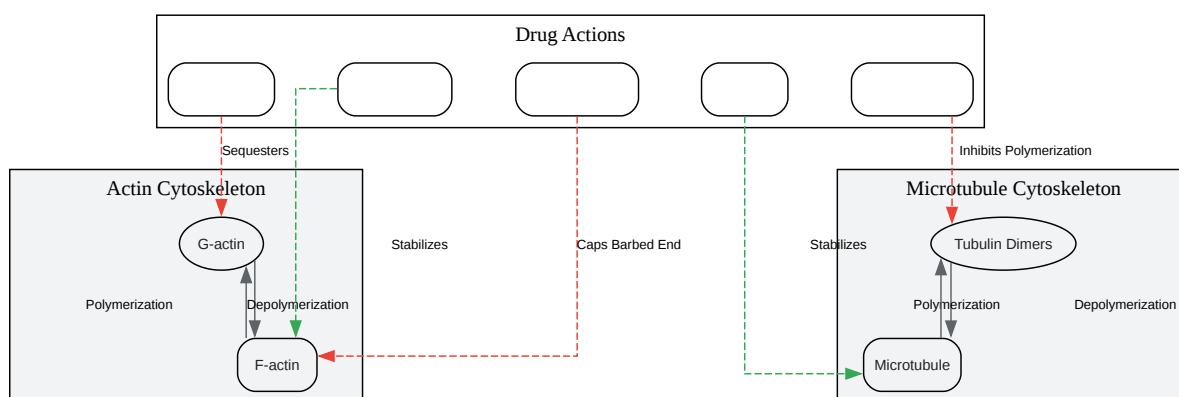 Drug Actions
Sequesters
Inhibits Polymerization
Actin Cytoskeleton
Microtubule Cytoskeleton
G-actin
Stabilizes
Caps Barbed End
Stabilizes
Tubulin Dimers
Polymerization
Depolymerization
Polymerization
Depolymerization
F-actin
Microtubule